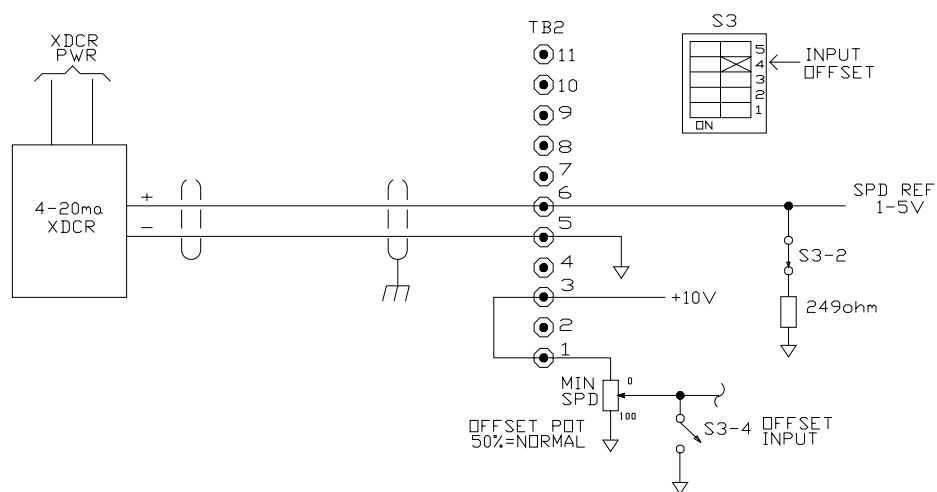 XDCR
PWR
4-20ma
XDCR
+
-
TB2
11
10
9
8
7
6
5
4
3
2
1
S3
5
4
3
2
1
ON
INPUT
OFFSET
SPD REF
1-5V
S3-2
249ohm
+10V
MIN
SPD
0
100
OFFSET POT
50%=NORMAL
S3-4 OFFSET
INPUT